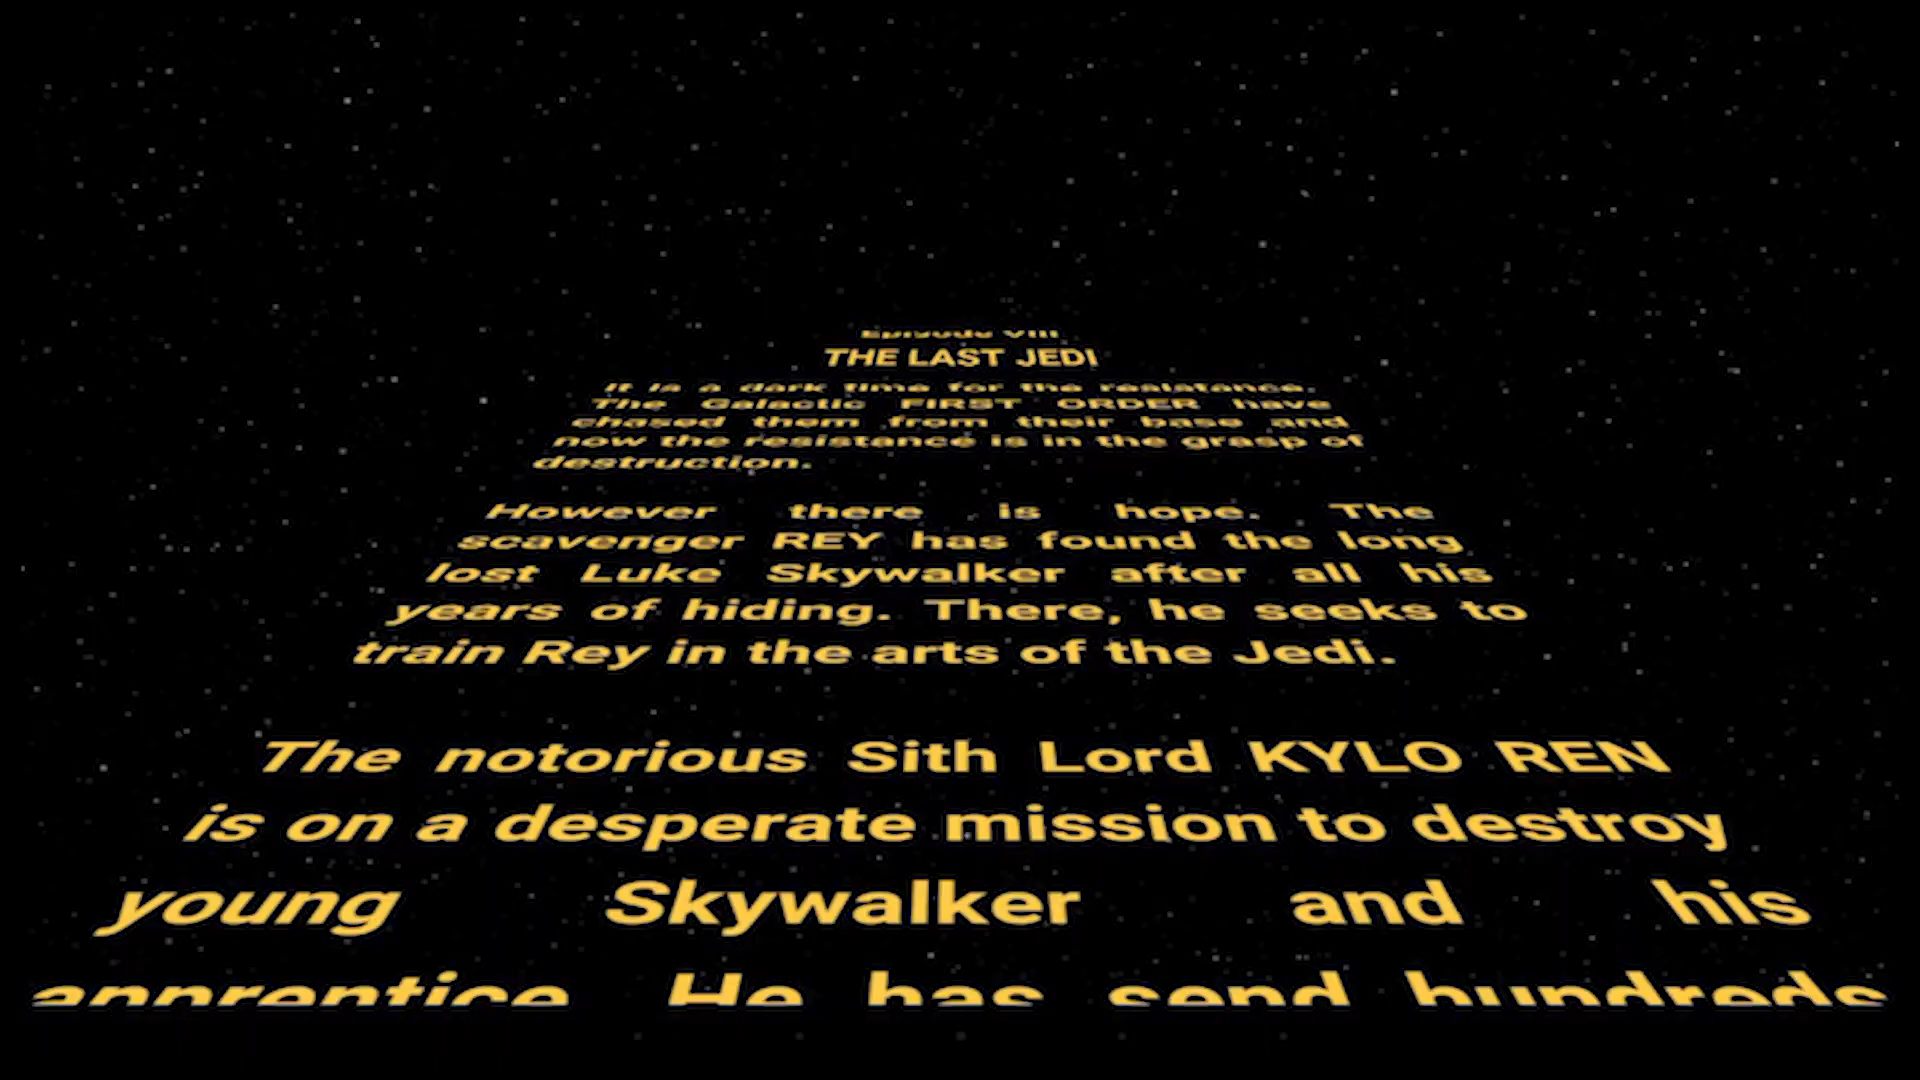 Episode VIII
THE LAST JEDI
It is a dark time for the resistance.
The Galactic FIRST ORDER have
chased them from their base and
now the resistance is in the grasp of
destruction.
However there is hope. The
scavenger REY has found the long
lost Luke Skywalker after all his
years of hiding. There, he seeks to
train Rey in the arts of the Jedi.
The notorious Sith Lord KYLO REN
is on a desperate mission to destroy
young Skywalker and his
apprentice. He has send hundreds